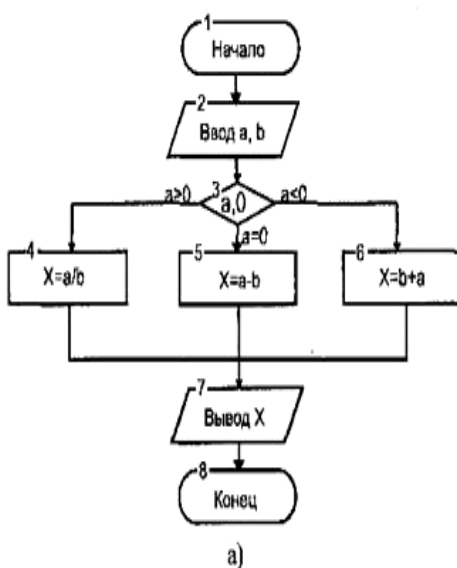 1
Начало
2
Ввод a, b
3
a,0
a>0
a<0
a=0
4
X=a/b
5
X=a-b
6
X=b+a
7
Вывод X
8
Конец
а)